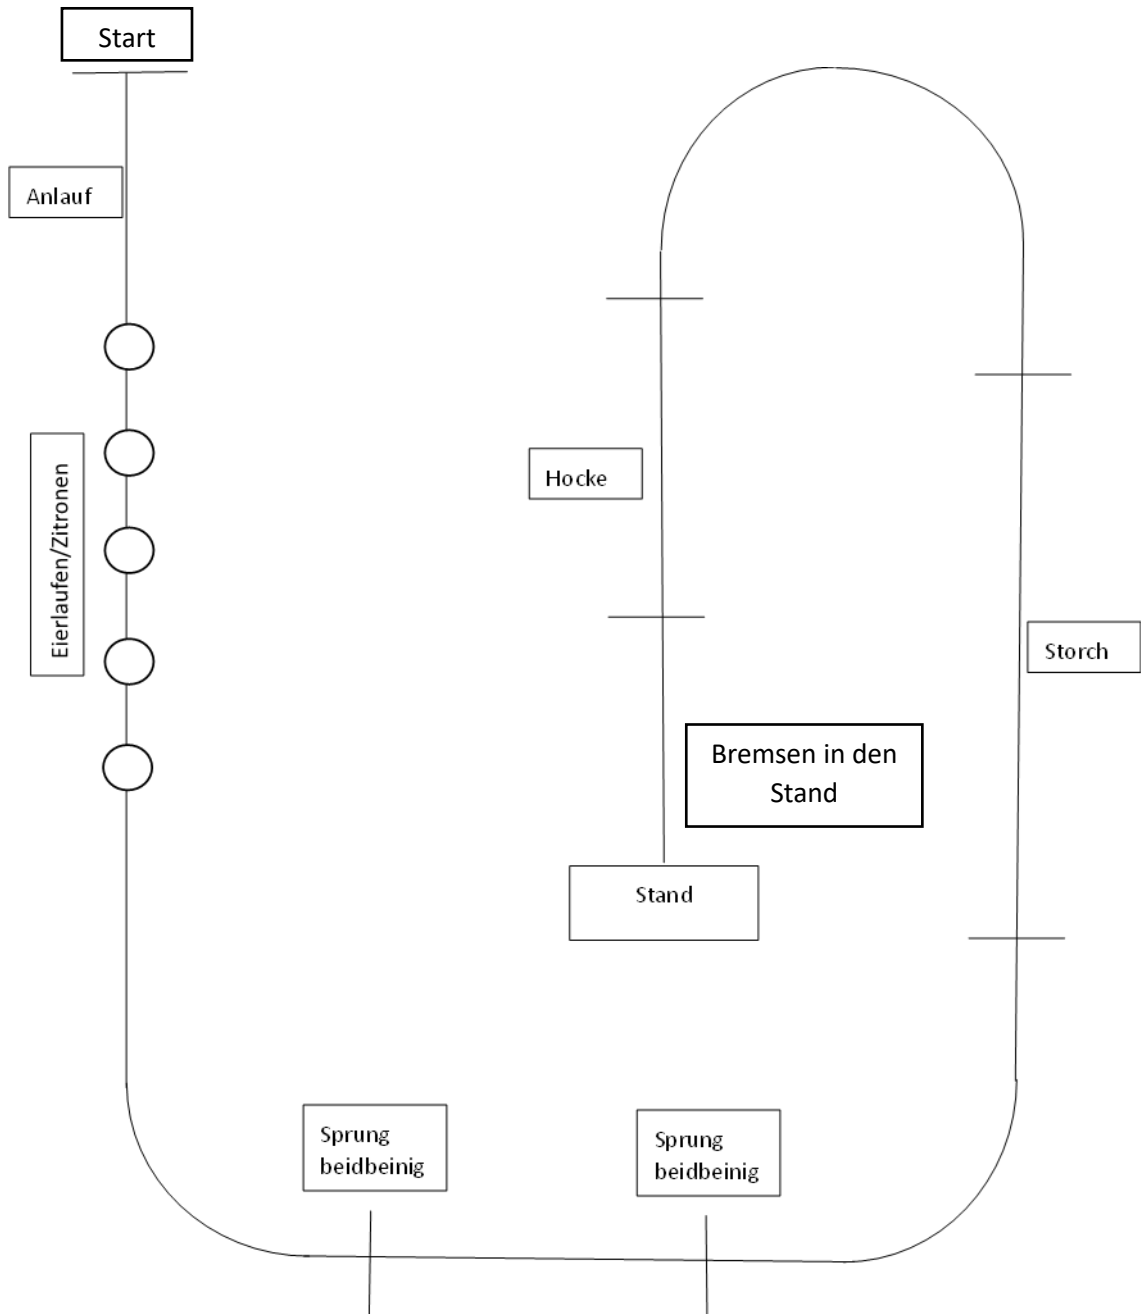 Start
Anlauf
Eierlaufen/Zitronen
Sprung
beidbeinig
Sprung
beidbeinig
Storch
Hocke
Bremsen in den
Stand
Stand